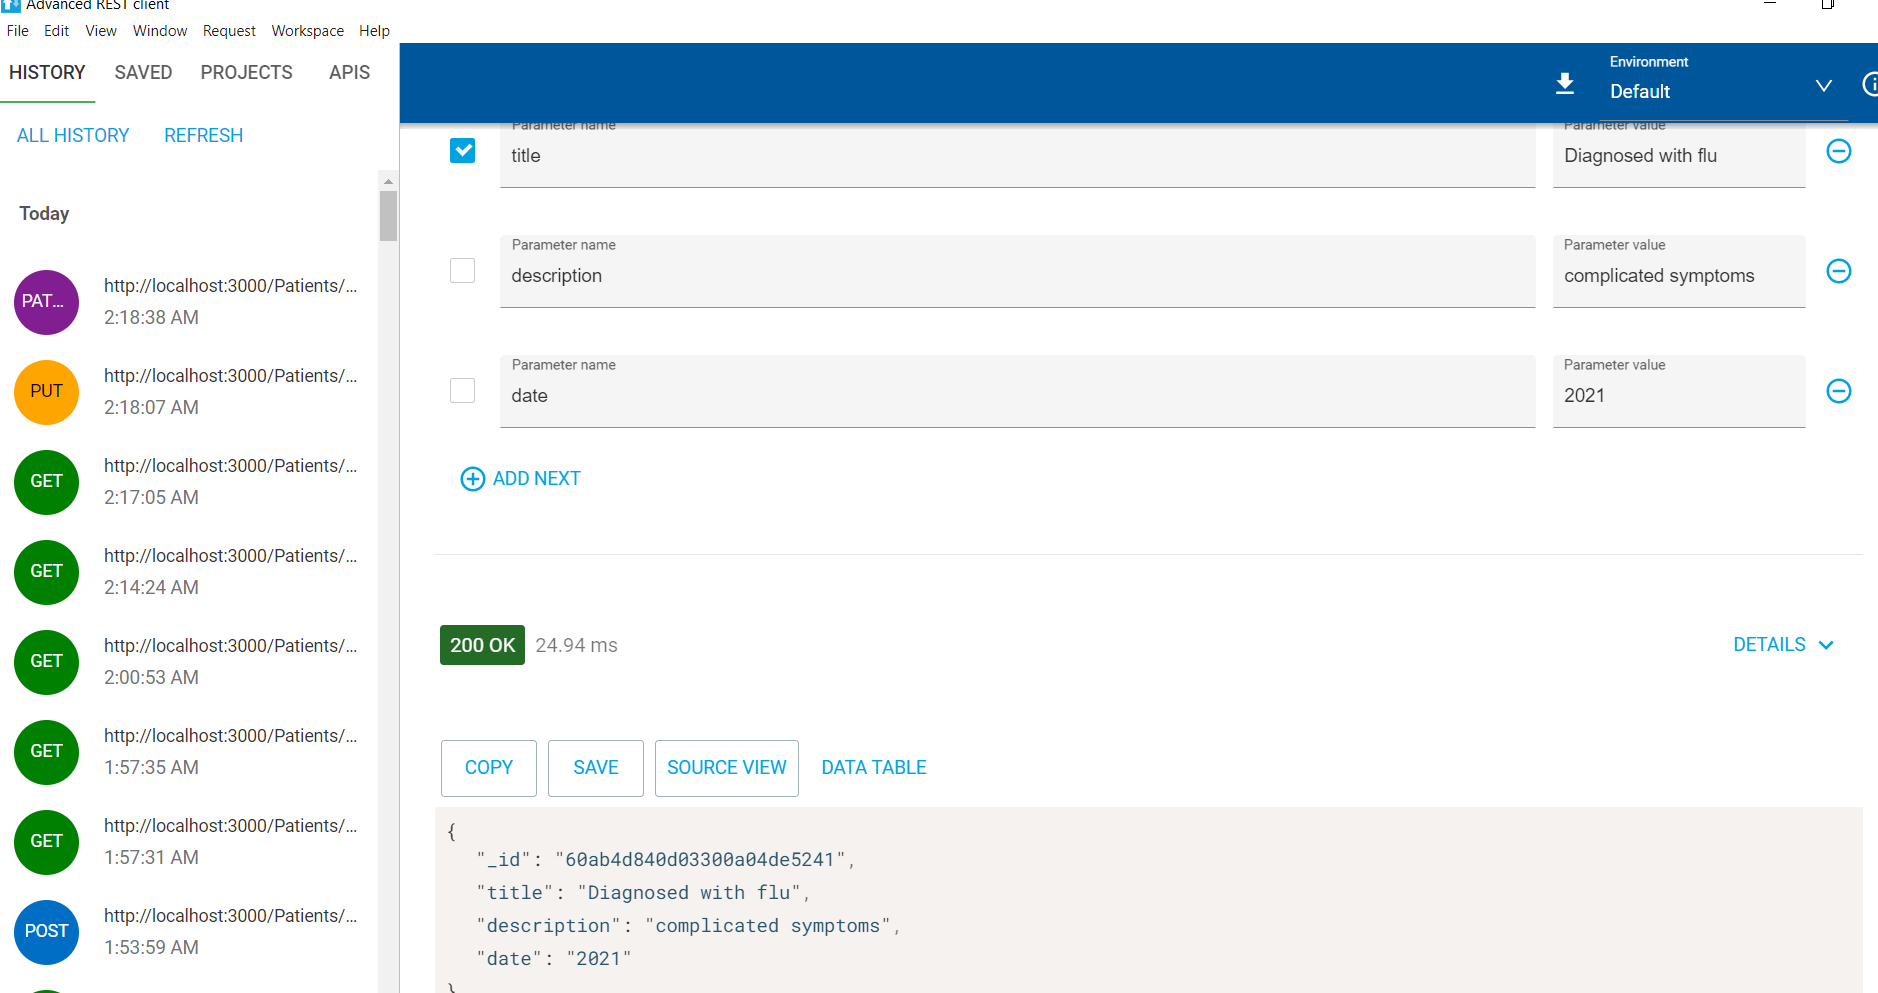 Advanced REST client
File Edit View Window Request Workspace Help
HISTORY SAVED PROJECTS APIS
Environment
Default
ALL HISTORY REFRESH
Today
PAT...
http://localhost:3000/Patients/...
2:18:38 AM
PUT
http://localhost:3000/Patients/...
2:18:07 AM
GET
http://localhost:3000/Patients/...
2:17:05 AM
GET
http://localhost:3000/Patients/...
2:14:24 AM
GET
http://localhost:3000/Patients/...
2:00:53 AM
GET
http://localhost:3000/Patients/...
1:57:35 AM
GET
http://localhost:3000/Patients/...
1:57:31 AM
POST
http://localhost:3000/Patients/...
1:53:59 AM
Parameter name Parameter value
title Diagnosed with flu
Parameter name Parameter value
description complicated symptoms
Parameter name Parameter value
date 2021
ADD NEXT
200 OK 24.94 ms DETAILS
COPY SAVE SOURCE VIEW DATA TABLE
{
"_id": "60ab4d840d03300a04de5241",
"title": "Diagnosed with flu",
"description": "complicated symptoms",
"date": "2021"
}